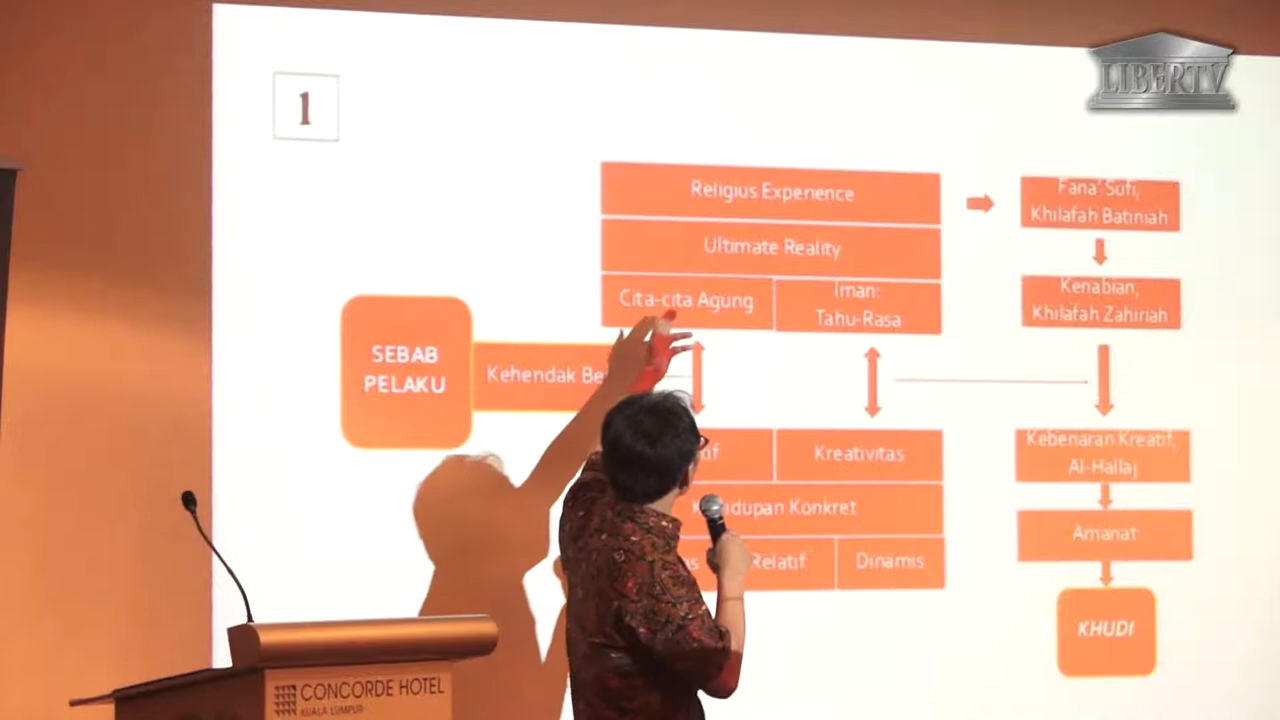 LIBERTV
1
Religius Experience
Ultimate Reality
Cita-cita Agung
Iman:
Tahu-Rasa
Fana' Sufi,
Khilafah Batiniah
Kenabian,
Khilafah Zahiriah
SEBAB
PELAKU
Kehendak
Kreativitas
Kebenaran Kreatif,
Al-Hallaj
Konkret
Relatif
Dinamis
Amanat
KHUDI
CONCORDE HOTEL
KUALA LUMPUR